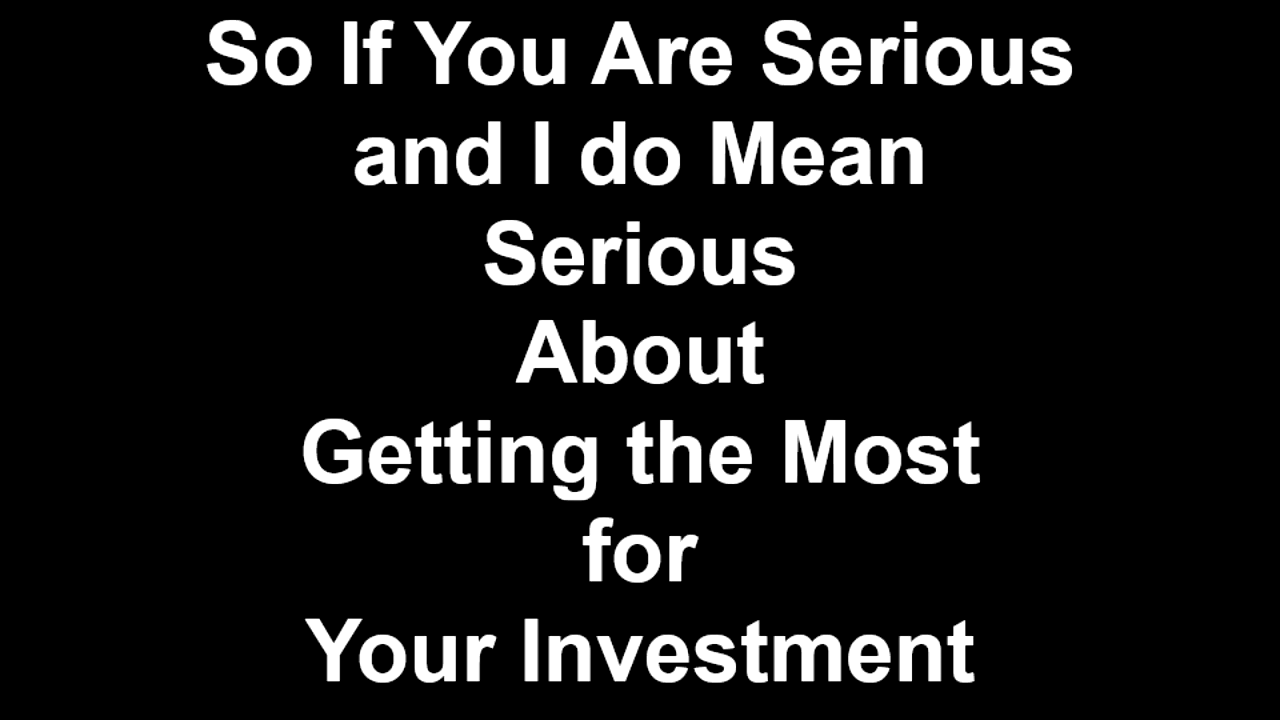 So If You Are Serious
and I do Mean
Serious
About
Getting the Most
for
Your Investment